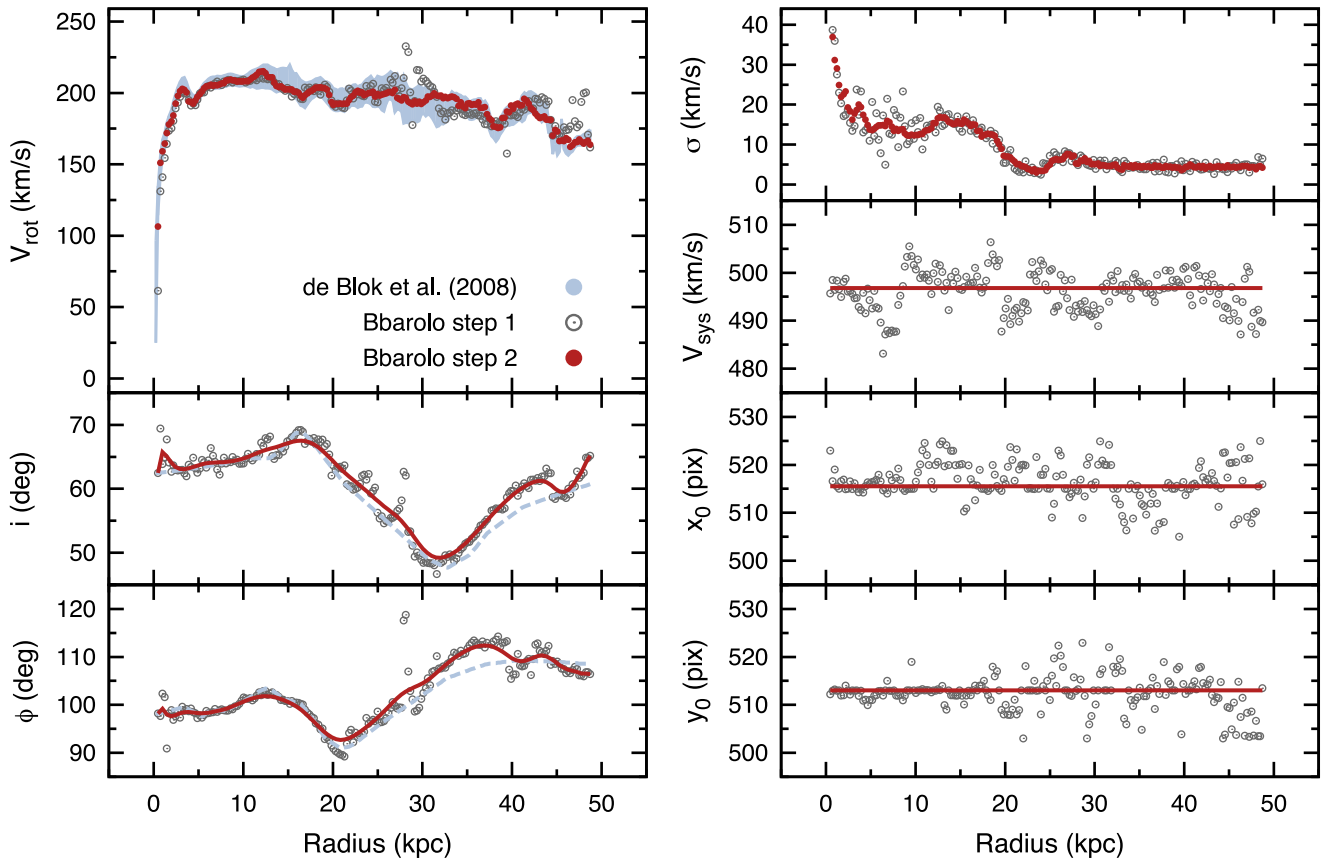 250
200
150
100
50
0
V_rot (km/s)
de Blok et al. (2008)
Bbarolo step 1
Bbarolo step 2
70
60
50
i (deg)
120
110
100
90
ϕ (deg)
0 10 20 30 40 50
Radius (kpc)
40
30
20
10
0
σ (km/s)
510
500
490
480
V_sys (km/s)
530
520
510
500
x_0 (pix)
530
520
510
500
y_0 (pix)
0 10 20 30 40 50
Radius (kpc)